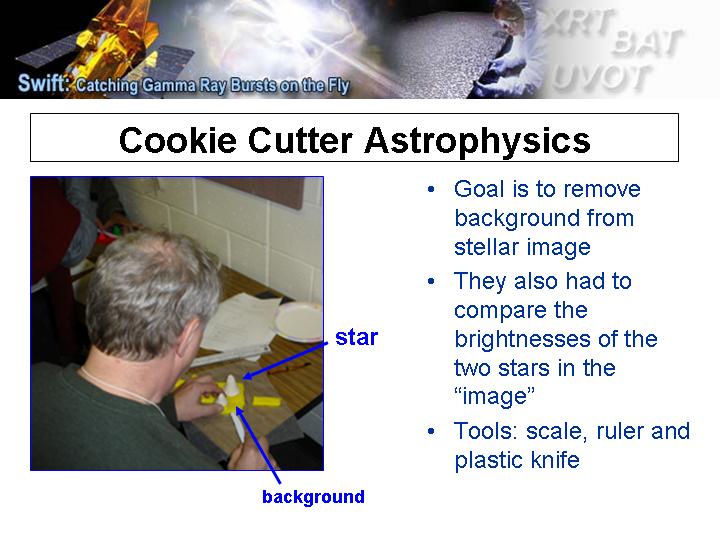 XRT
BAT
UVOT
Swift: Catching Gamma Ray Bursts on the Fly
Cookie Cutter Astrophysics
• Goal is to remove
background from
stellar image
• They also had to
compare the
brightnesses of the
two stars in the
“image”
• Tools: scale, ruler and
plastic knife
star
background